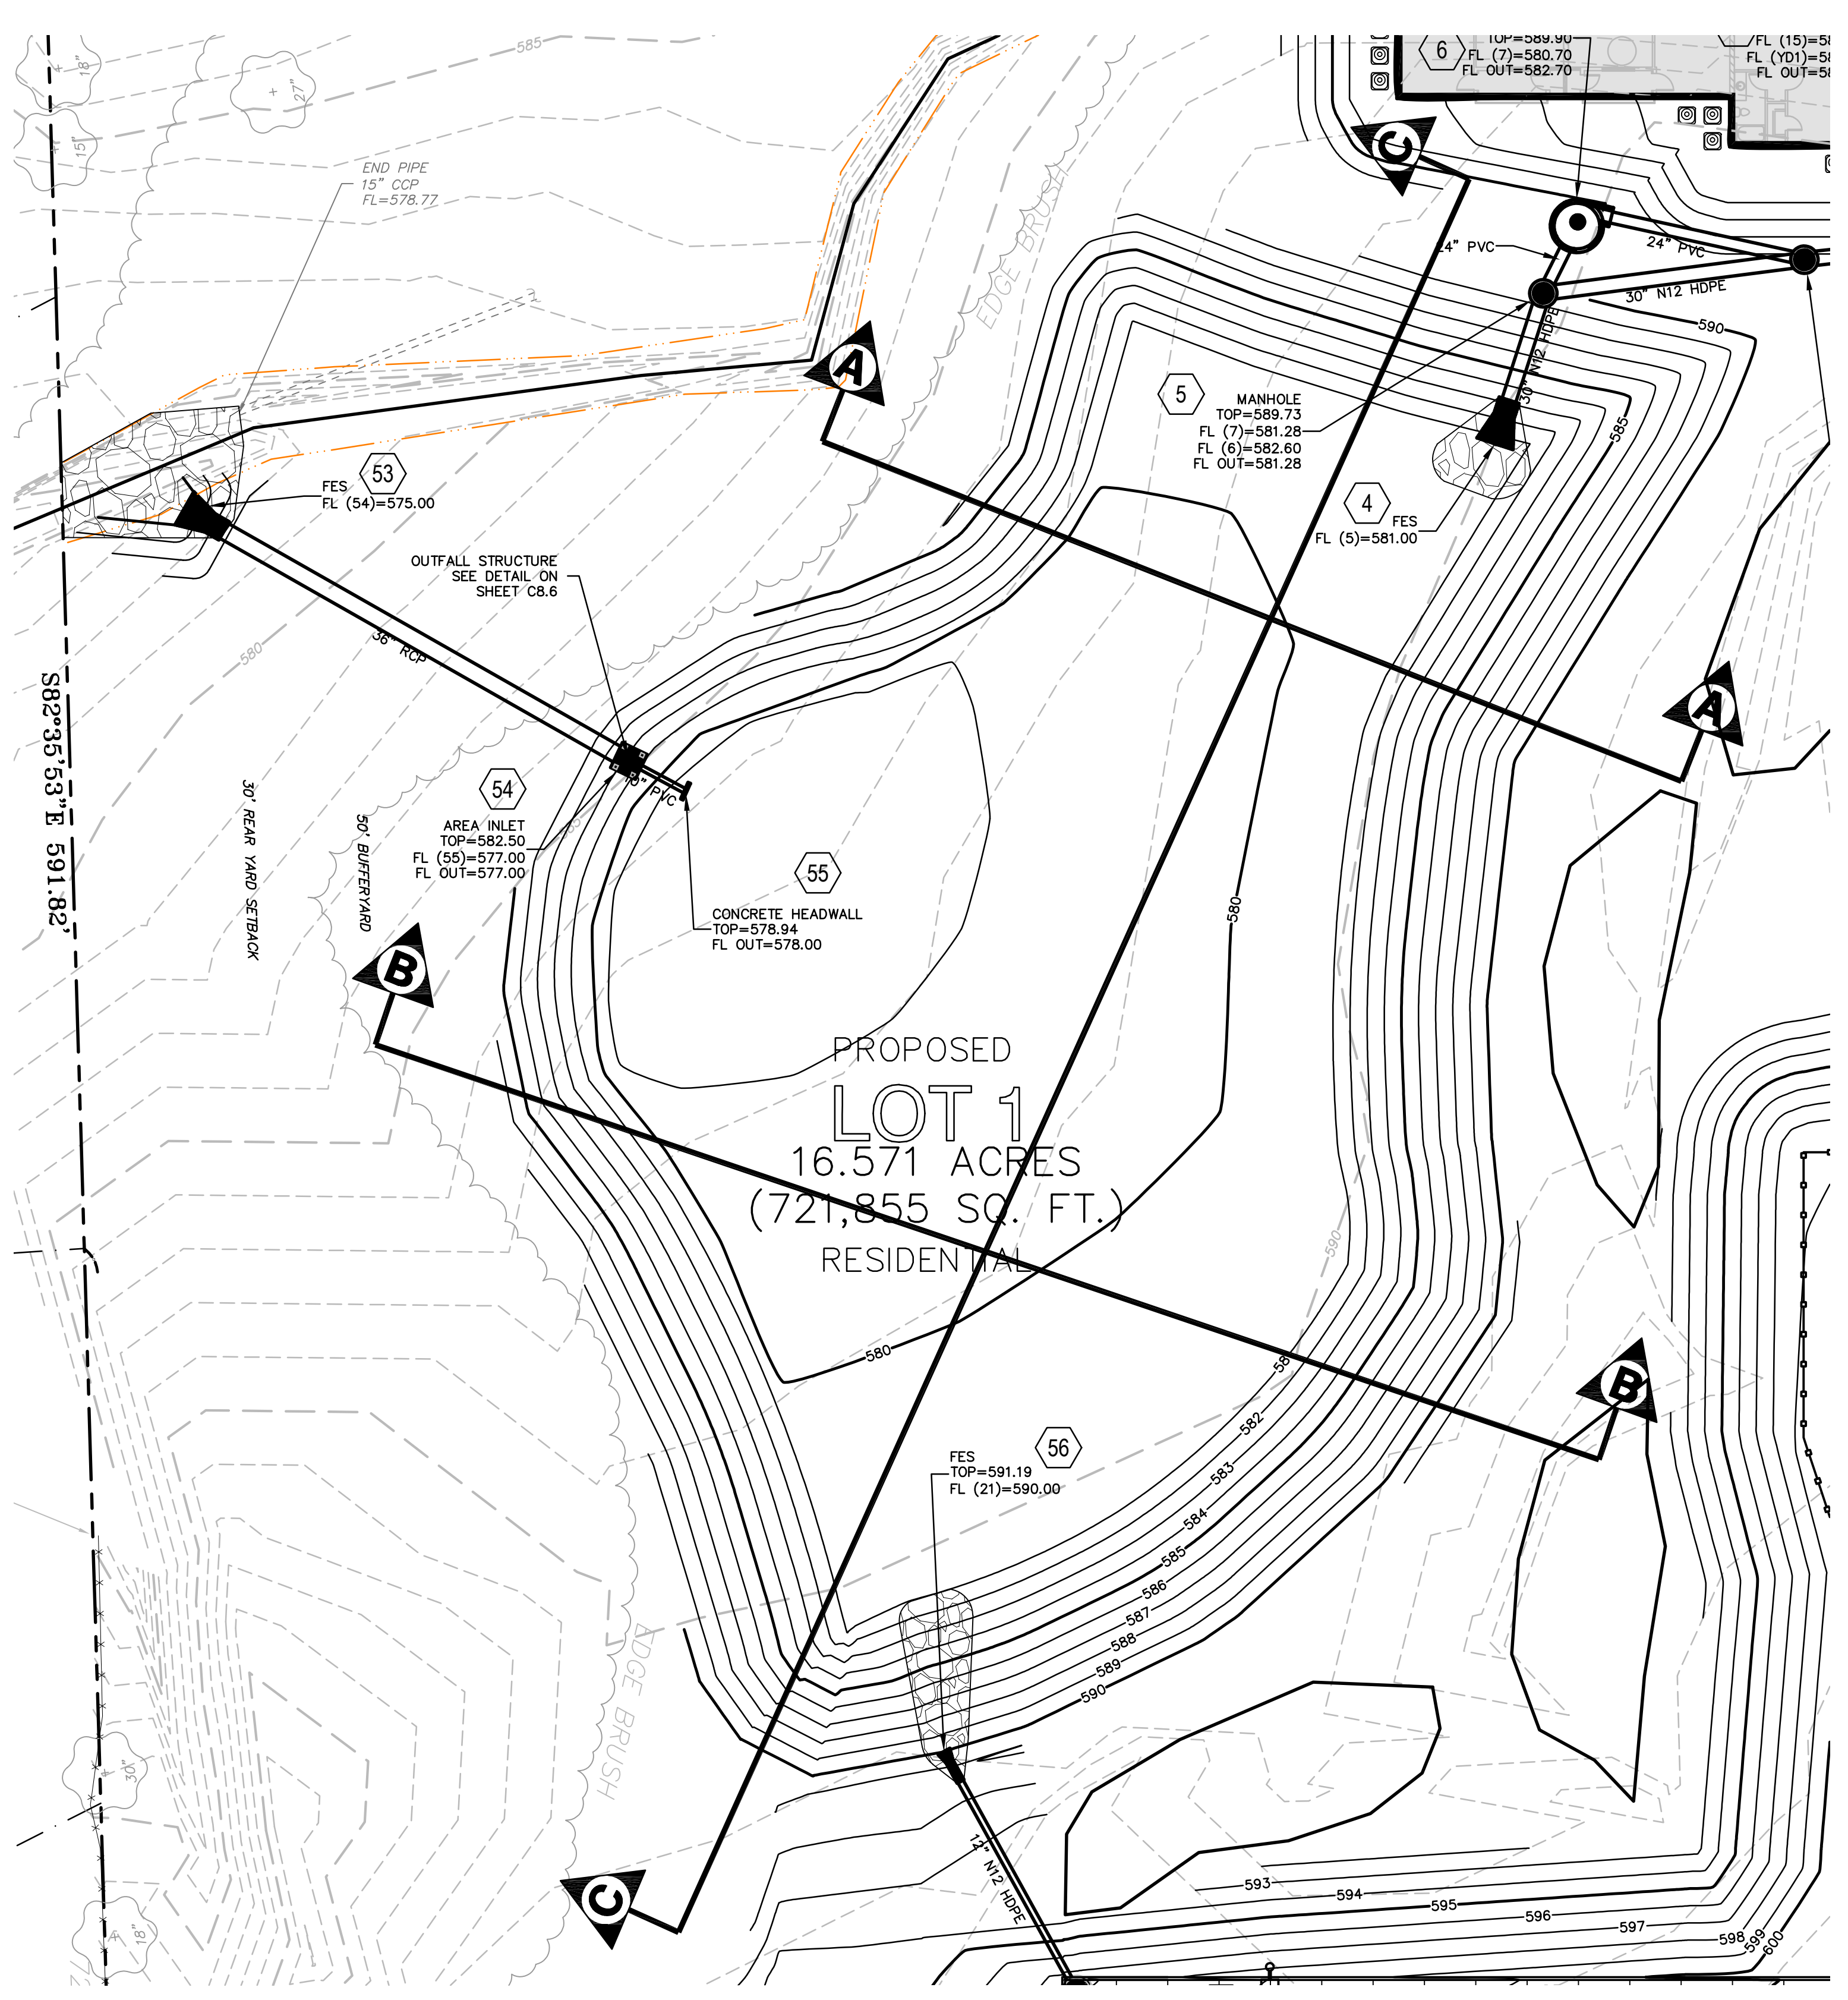 585
18"
15"
27"
END PIPE
15" CCP
FL=578.77
EDGE BRUSH
6
TOP=589.90
FL (7)=580.70
FL OUT=582.70
FL (15)=
FL (YD1)=
FL OUT=
C
24" PVC
24" PVC
30" N12 HDPE
590
30" N12 HDPE
A
5
MANHOLE
TOP=589.73
FL (7)=581.28
FL (6)=582.60
FL OUT=581.28
585
4
FES
FL (5)=581.00
53
FES
FL (54)=575.00
OUTFALL STRUCTURE
SEE DETAIL ON
SHEET C8.6
36" RCP
580
S82°35'53"E 591.82'
A
PVC
54
AREA INLET
TOP=582.50
FL (55)=577.00
FL OUT=577.00
585
30' REAR YARD SETBACK
50' BUFFERYARD
55
CONCRETE HEADWALL
TOP=578.94
FL OUT=578.00
580
B
PROPOSED
LOT 1
16.571 ACRES
(721,855 SQ. FT.)
RESIDENTIAL
590
580
58
B
582
583
584
585
586
587
588
589
590
56
FES
TOP=591.19
FL (21)=590.00
EDGE BRUSH
30"
18"
C
12" N12 HDPE
593
594
595
596
597
598
599
600